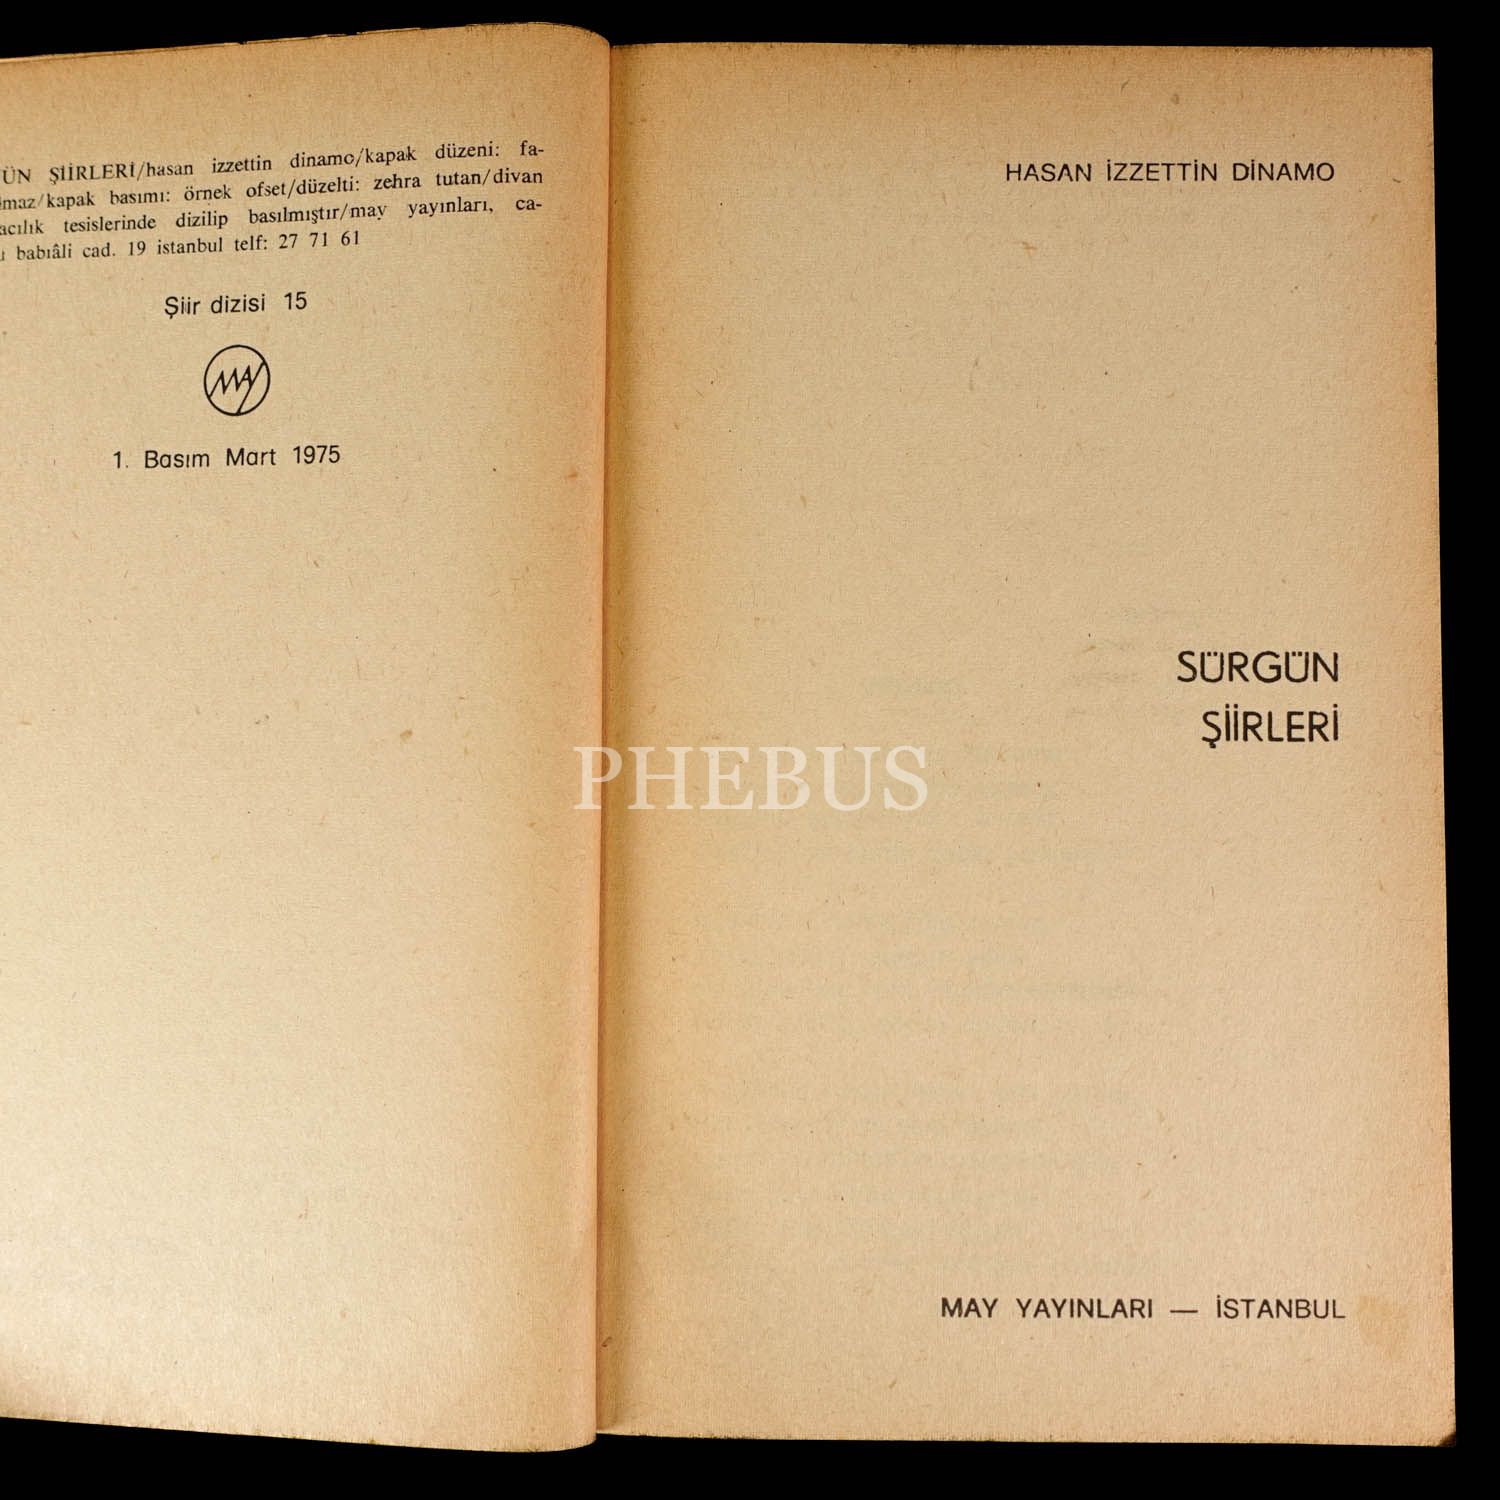 ÜN ŞİİRLERİ/hasan izzettin dinamo/kapak düzeni: fa-
lmaz/kapak basımı: örnek ofset/düzelti: zehra tutan/divan
acılık tesislerinde dizilip basılmıştır/may yayınları, ca-
babıâli cad. 19 istanbul telf: 27 71 61
Şiir dizisi 15
MAY
1. Basım Mart 1975
HASAN İZZETTİN DİNAMO
SÜRGÜN
ŞİİRLERİ
PHEBUS
MAY YAYINLARI — İSTANBUL